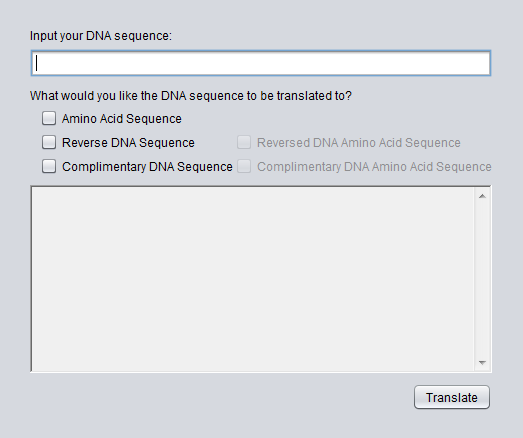 Input your DNA sequence:
What would you like the DNA sequence to be translated to?
Amino Acid Sequence
Reverse DNA Sequence Reversed DNA Amino Acid Sequence
Complimentary DNA Sequence Complimentary DNA Amino Acid Sequence
Translate